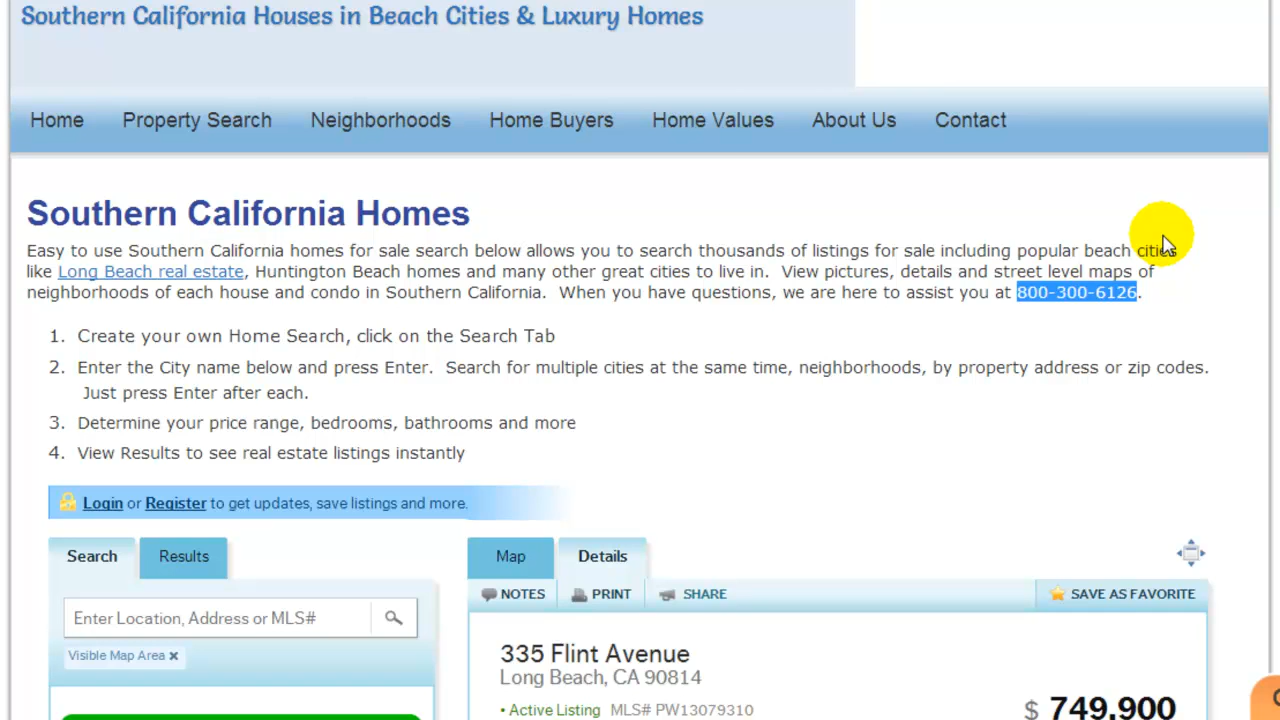 Southern California Houses in Beach Cities & Luxury Homes
Home Property Search Neighborhoods Home Buyers Home Values About Us Contact
Southern California Homes
Easy to use Southern California homes for sale search below allows you to search thousands of listings for sale including popular beach cities
like Long Beach real estate, Huntington Beach homes and many other great cities to live in. View pictures, details and street level maps of
neighborhoods of each house and condo in Southern California. When you have questions, we are here to assist you at 800-300-6126.
1. Create your own Home Search, click on the Search Tab
2. Enter the City name below and press Enter. Search for multiple cities at the same time, neighborhoods, by property address or zip codes.
Just press Enter after each.
3. Determine your price range, bedrooms, bathrooms and more
4. View Results to see real estate listings instantly
Login or Register to get updates, save listings and more.
Search Results Map Details
NOTES PRINT SHARE SAVE AS FAVORITE
Enter Location, Address or MLS#
Visible Map Area x
335 Flint Avenue
Long Beach, CA 90814
• Active Listing MLS# PW13079310
$ 749,900